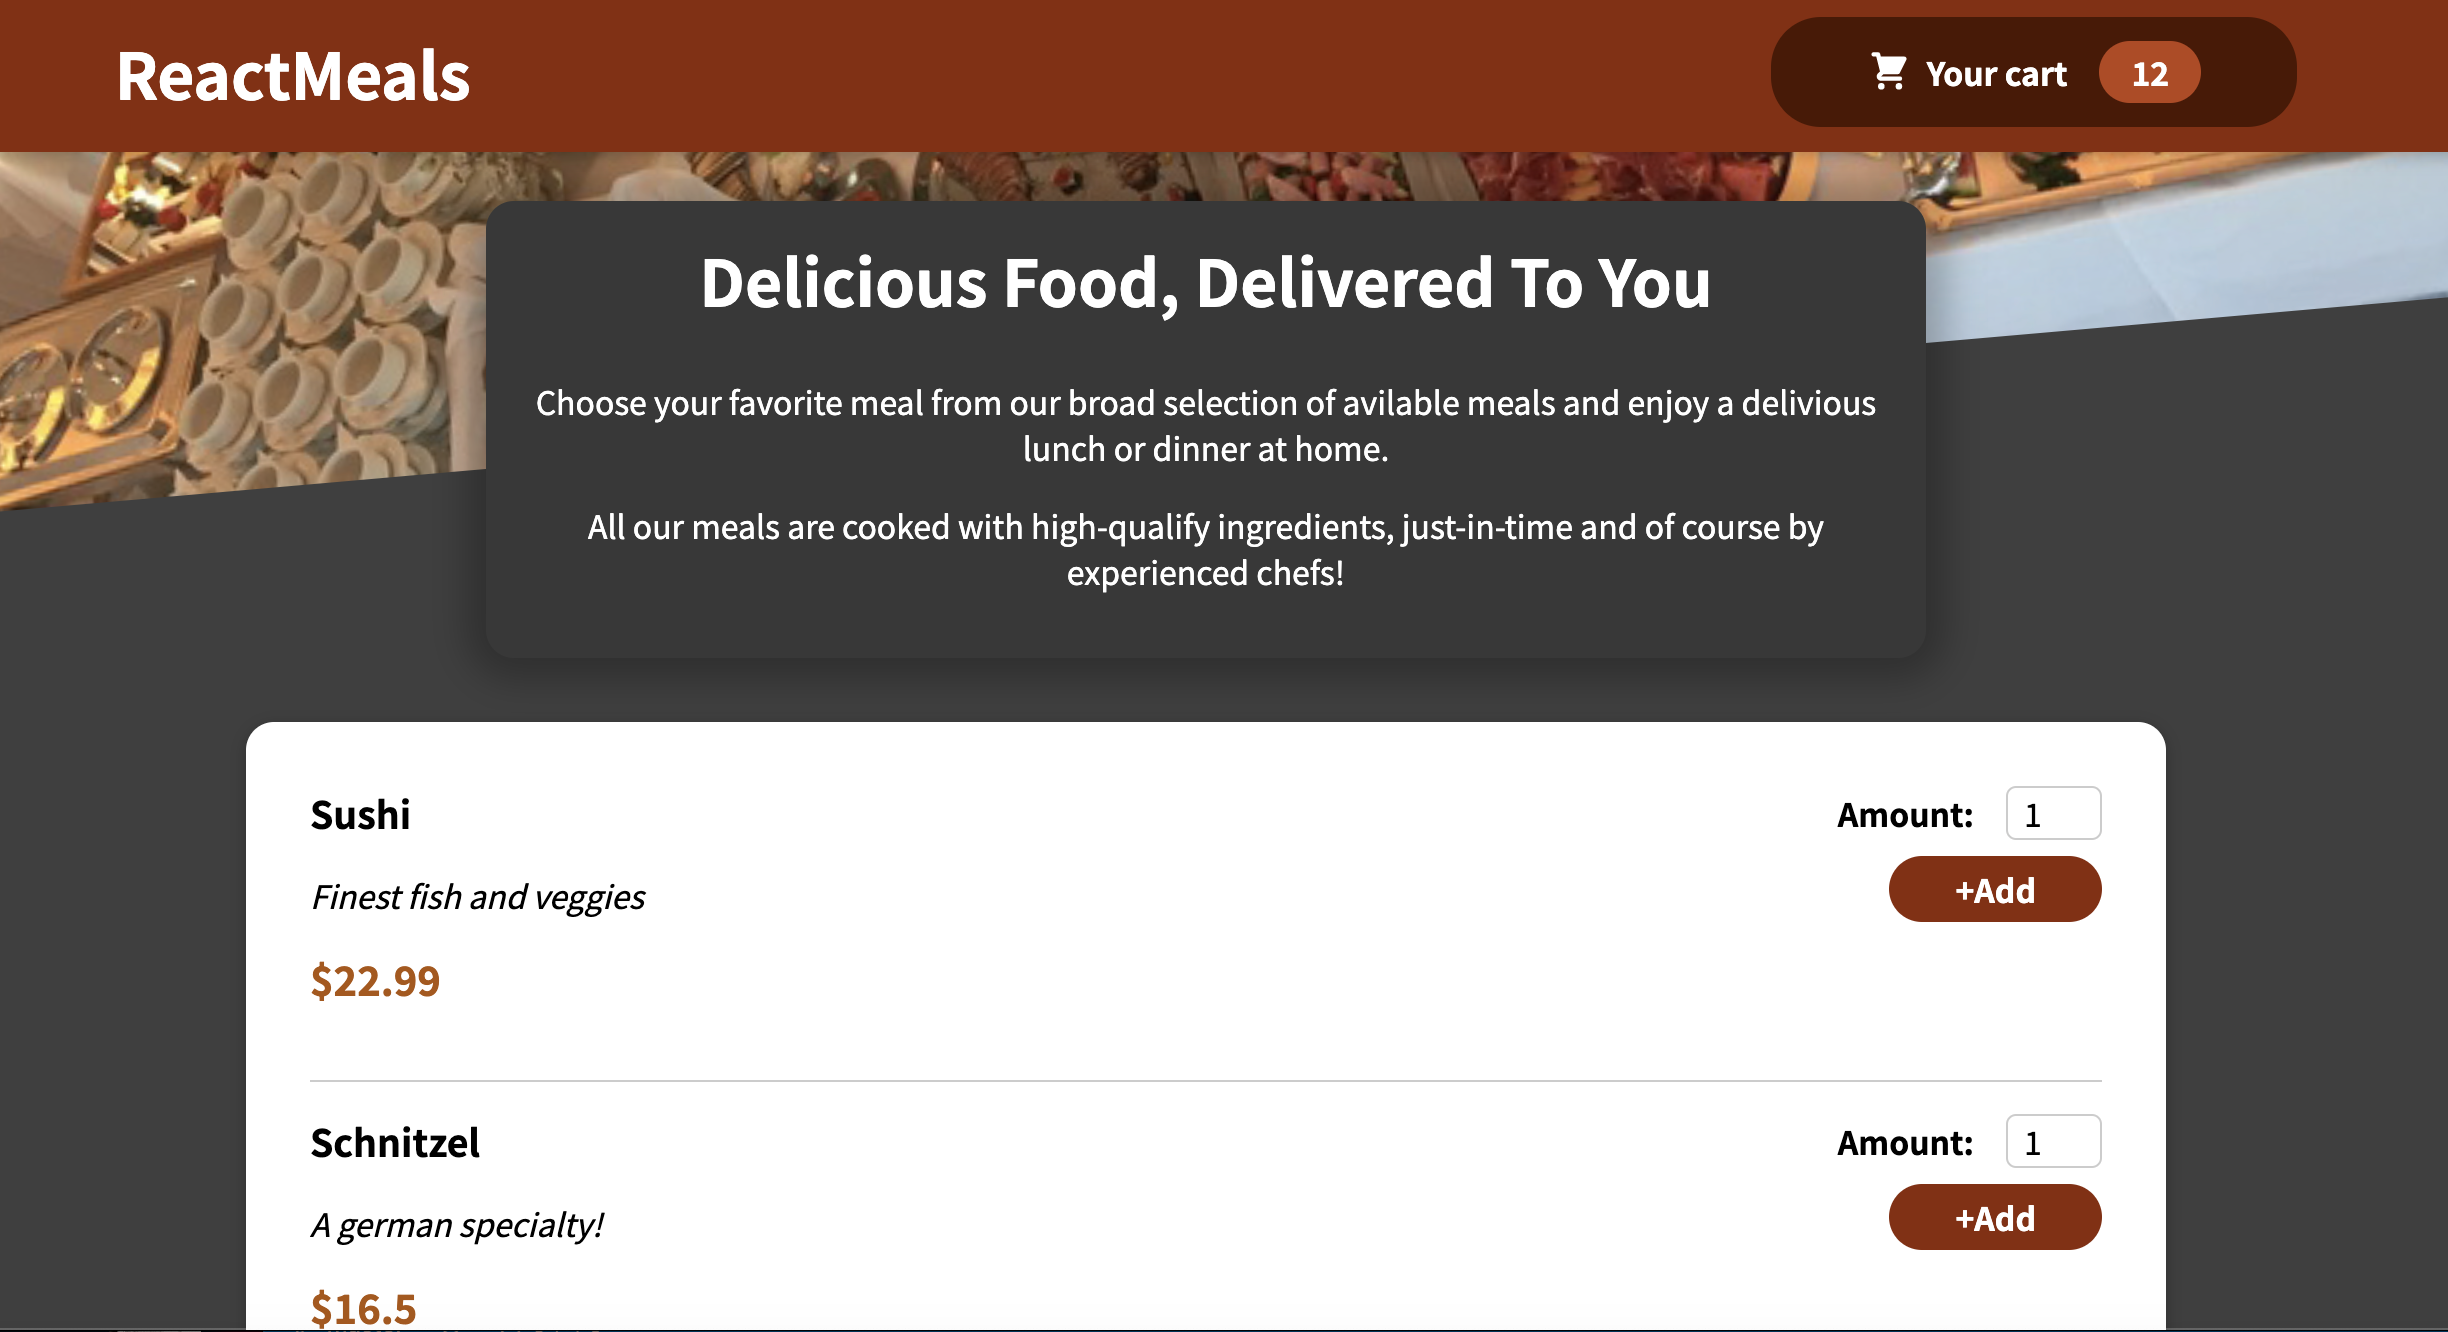 ReactMeals
Your cart 12
Delicious Food, Delivered To You
Choose your favorite meal from our broad selection of avilable meals and enjoy a delivious
lunch or dinner at home.
All our meals are cooked with high-qualify ingredients, just-in-time and of course by
experienced chefs!
Sushi
Amount: 1
Finest fish and veggies
+Add
$22.99
Schnitzel
Amount: 1
A german specialty!
+Add
$16.5